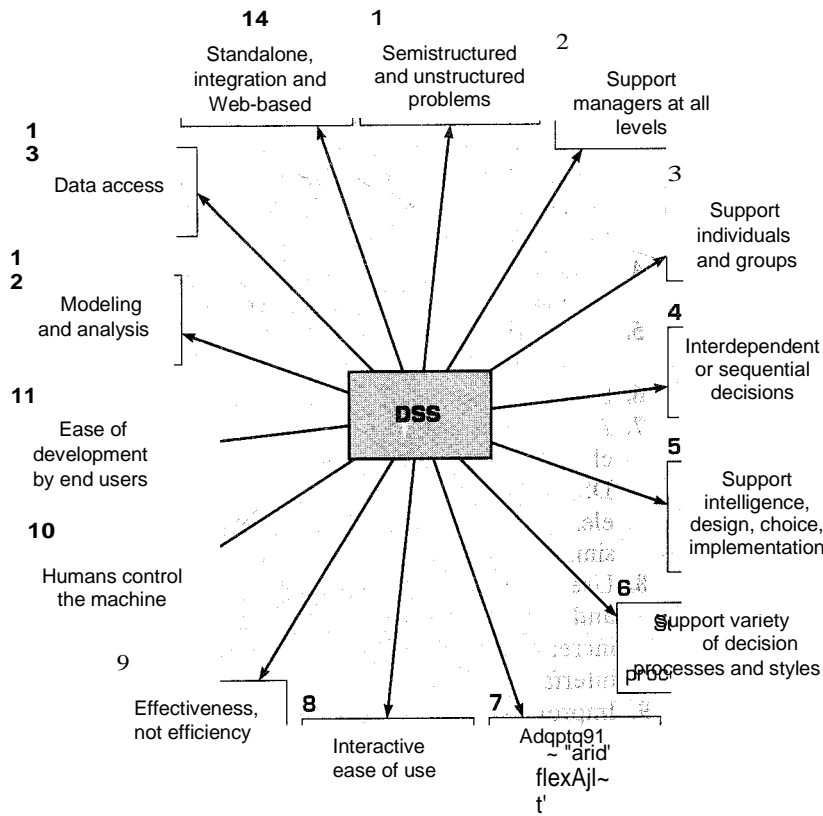 14
Standalone,
integration and
Web-based
1
Semistructured
and unstructured
problems
2
Support
managers at all
levels
3
Support
individuals
and groups
4
Interdependent
or sequential
decisions
5
Support
intelligence,
design, choice,
implementation
6
Support variety
of decision
processes and styles
7
Adqptq91
~ "arid'
flexAjl~
t'
8
Interactive
ease of use
9
Effectiveness,
not efficiency
10
Humans control
the machine
11
Ease of
development
by end users
1
2
Modeling
and analysis
1
3
Data access
DSS